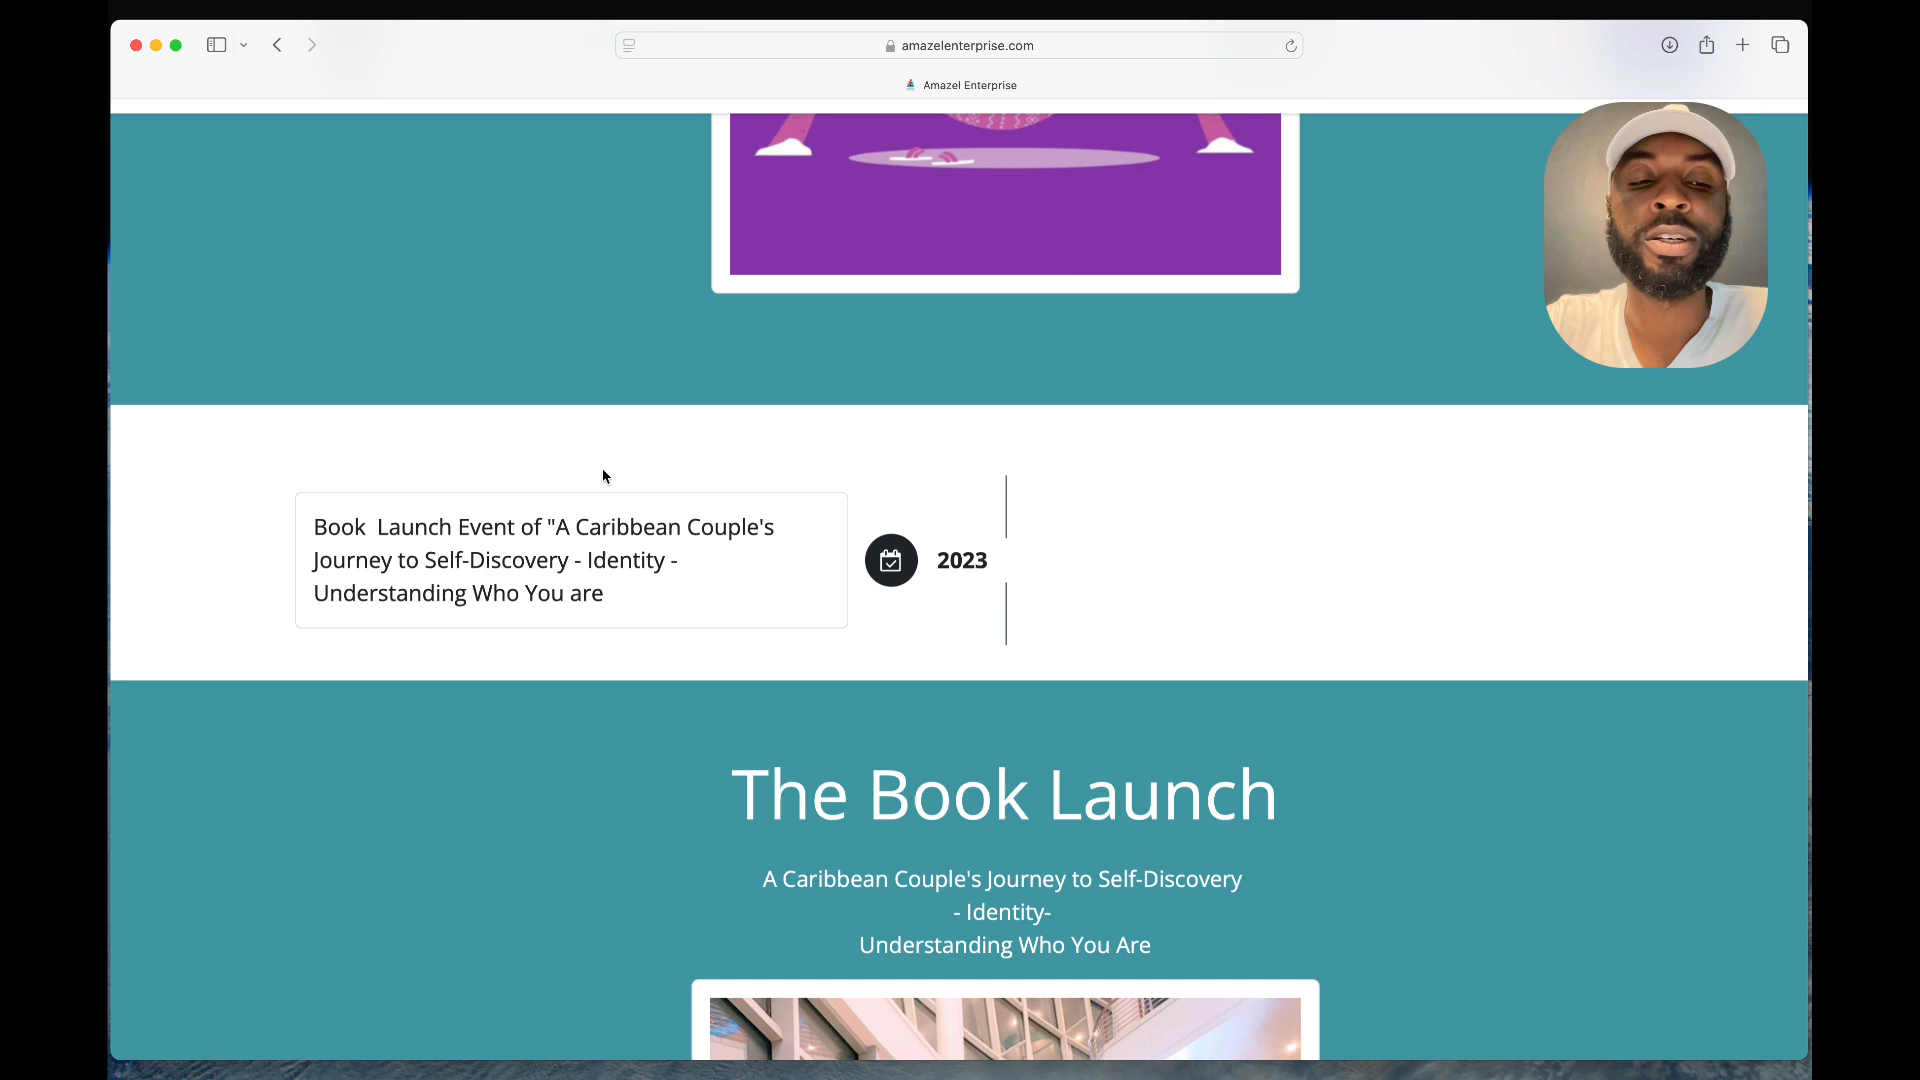 amazelenterprise.com
Amazel Enterprise
Book  Launch Event of "A Caribbean Couple's
Journey to Self-Discovery - Identity -
Understanding Who You are
2023
The Book Launch
A Caribbean Couple's Journey to Self-Discovery
- Identity-
Understanding Who You Are